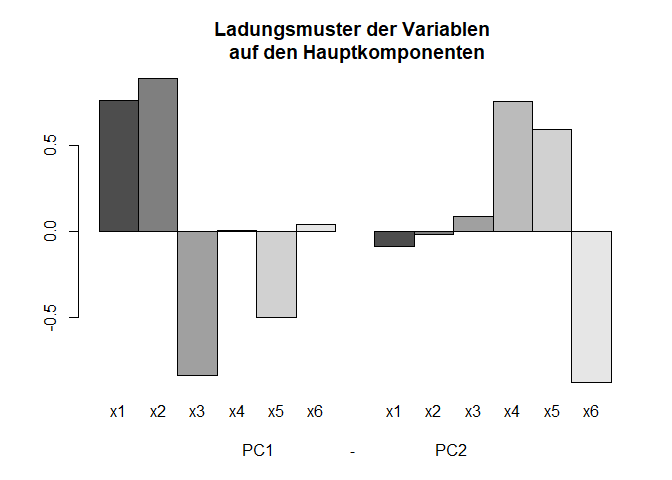 Ladungsmuster der Variablen
auf den Hauptkomponenten
0.5
0.0
-0.5
x1 x2 x3 x4 x5 x6 x1 x2 x3 x4 x5 x6
PC1 - PC2